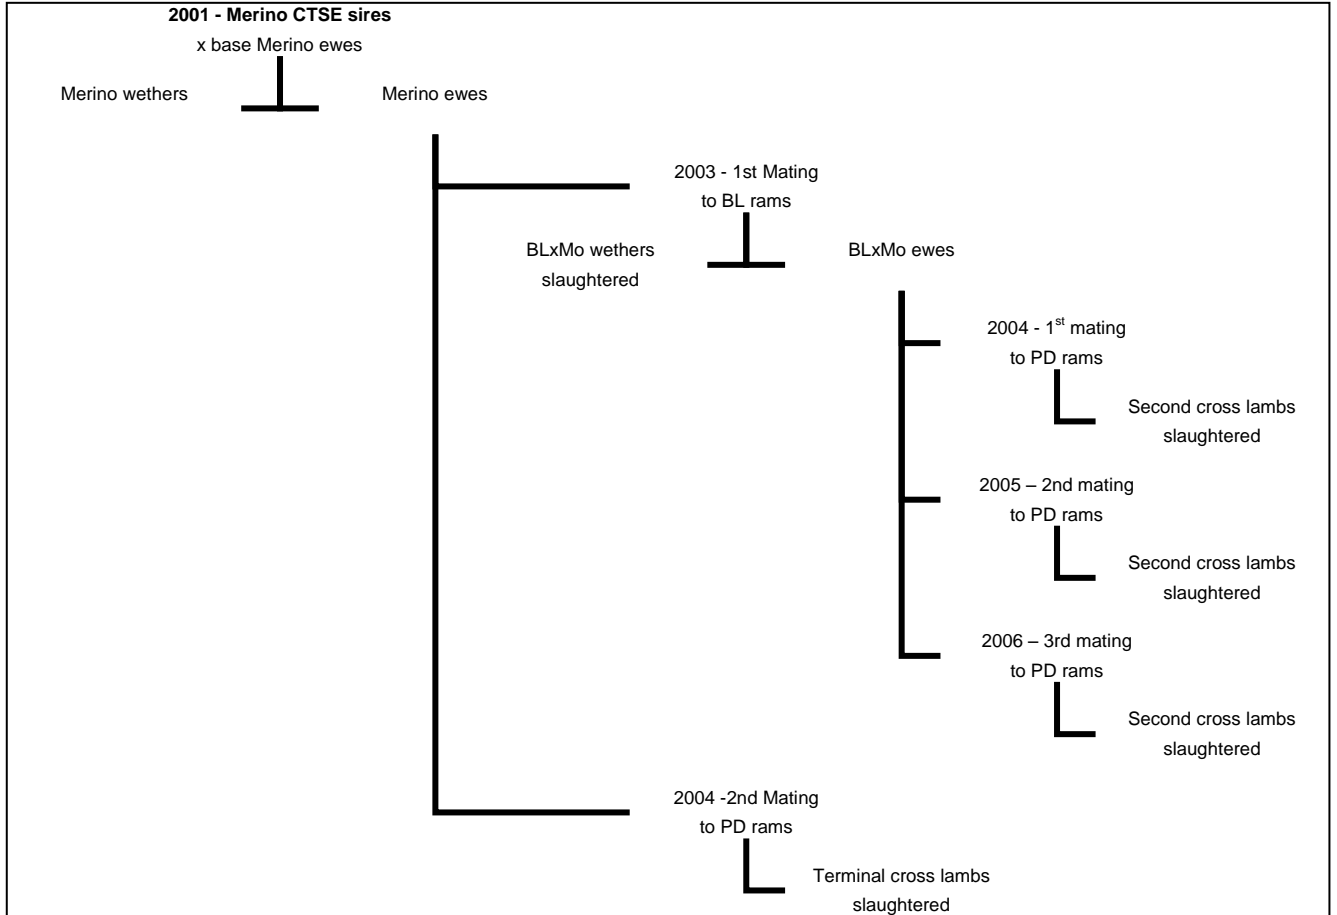 2001 - Merino CTSE sires
x base Merino ewes
Merino wethers
Merino ewes
2003 - 1st Mating
to BL rams
BLxMo wethers
slaughtered
BLxMo ewes
2004 - 1st mating
to PD rams
Second cross lambs
slaughtered
2005 – 2nd mating
to PD rams
Second cross lambs
slaughtered
2006 – 3rd mating
to PD rams
Second cross lambs
slaughtered
2004 -2nd Mating
to PD rams
Terminal cross lambs
slaughtered